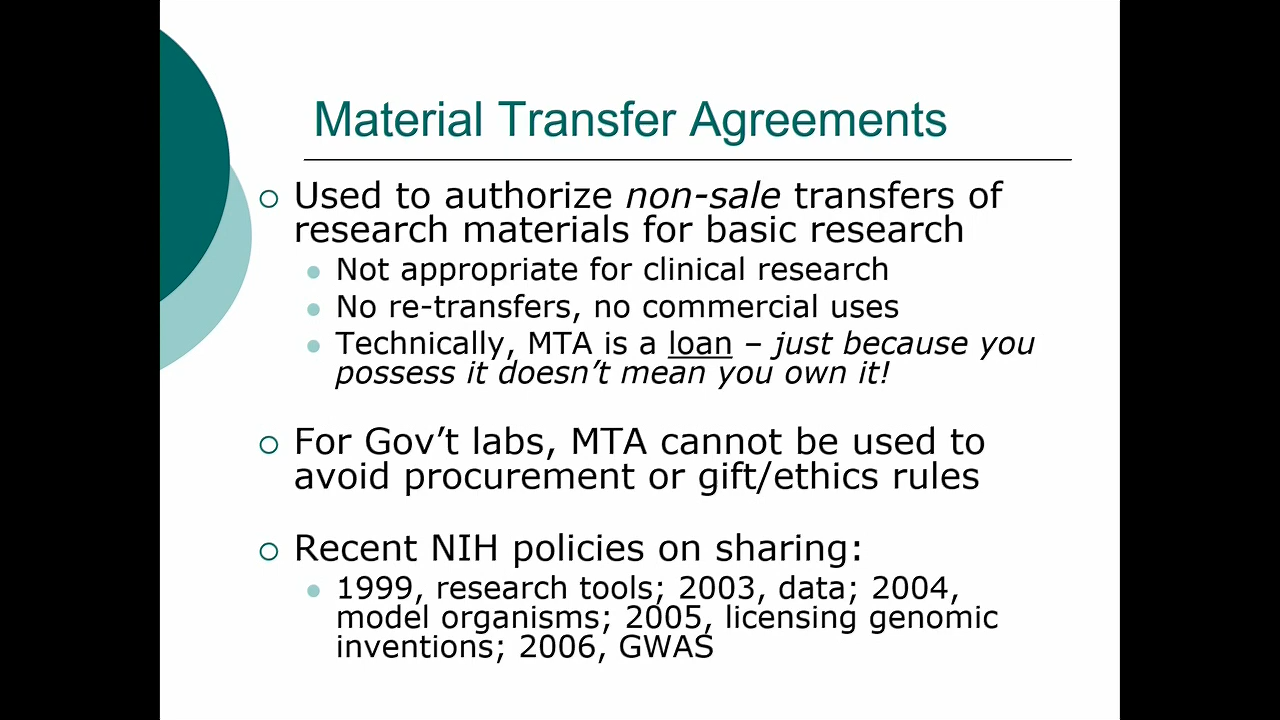 Material Transfer Agreements
Used to authorize non-sale transfers of
research materials for basic research
Not appropriate for clinical research
No re-transfers, no commercial uses
Technically, MTA is a loan – just because you
possess it doesn’t mean you own it!
For Gov’t labs, MTA cannot be used to
avoid procurement or gift/ethics rules
Recent NIH policies on sharing:
1999, research tools; 2003, data; 2004,
model organisms; 2005, licensing genomic
inventions; 2006, GWAS